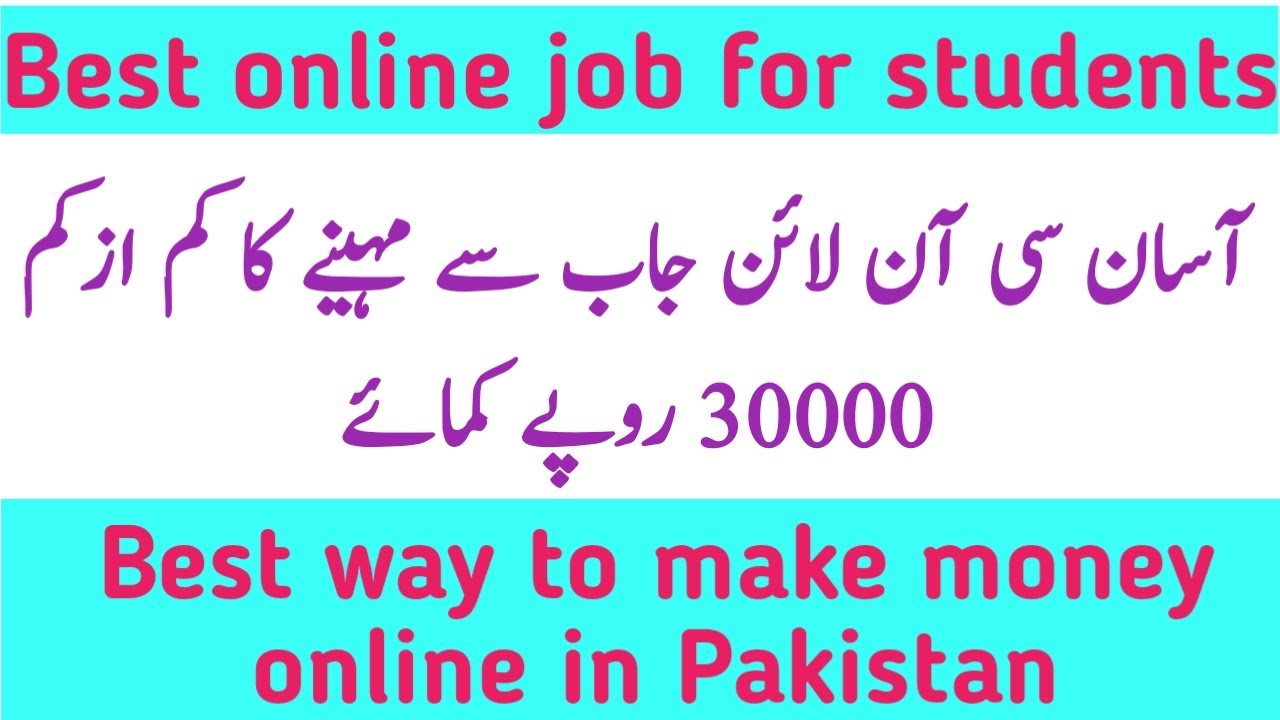 Best online job for students
آسان سی آن لائن جاب سے مہینے کا کم از کم
30000 روپے کمائے
Best way to make money
online in Pakistan